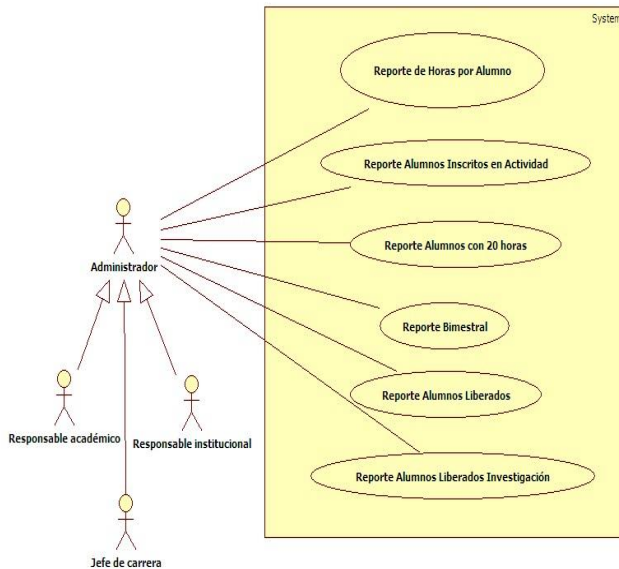 System
Reporte de Horas por Alumno
Reporte Alumnos Inscritos en Actividad
Reporte Alumnos con 20 horas
Administrador
Reporte Bimestral
Reporte Alumnos Liberados
Responsable académico
Responsable institucional
Reporte Alumnos Liberados Investigación
Jefe de carrera